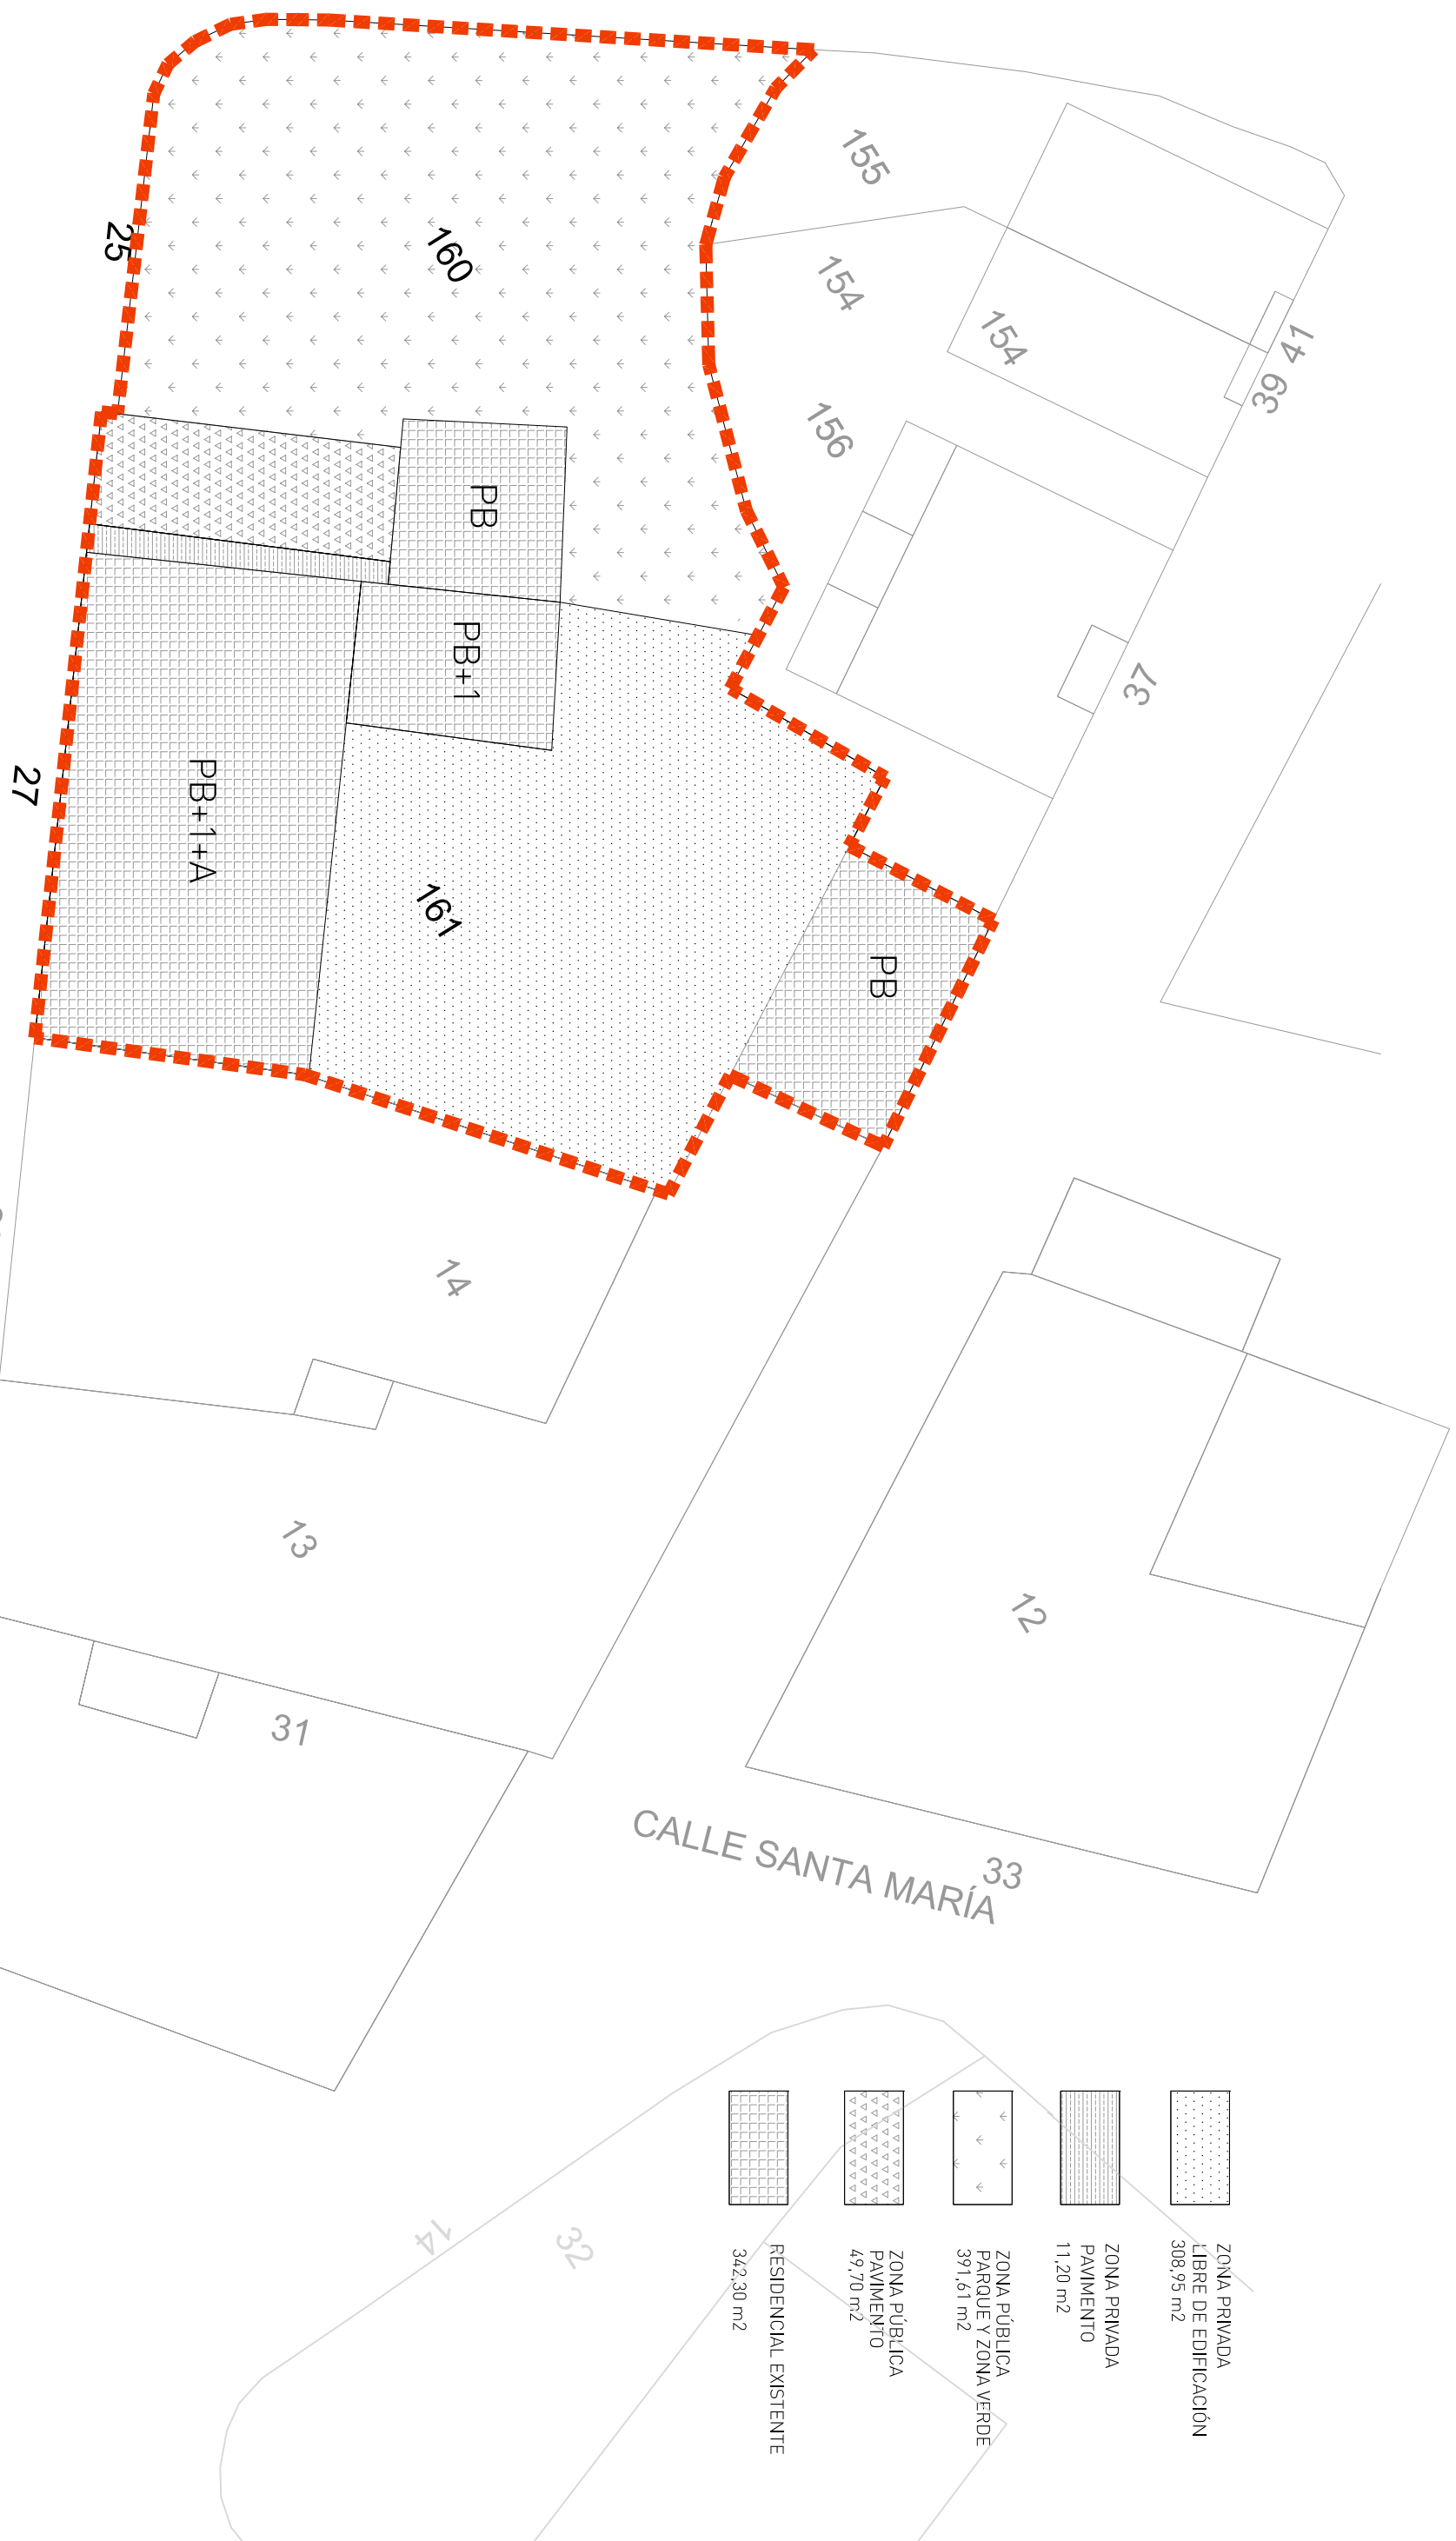 155
154
154
41
39
156
37
25
160
PB
PB+1
PB+1+A
27
161
PB
14
13
31
12
CALLE SANTA MARÍA
33
14
32
ZONA PRIVADA
LIBRE DE EDIFICACIÓN
308,95 m2
ZONA PRIVADA
PAVIMENTO
11,20 m2
ZONA PÚBLICA
PARQUE Y ZONA VERDE
391,61 m2
ZONA PÚBLICA
PAVIMENTO
49,70 m2
RESIDENCIAL EXISTENTE
342,30 m2